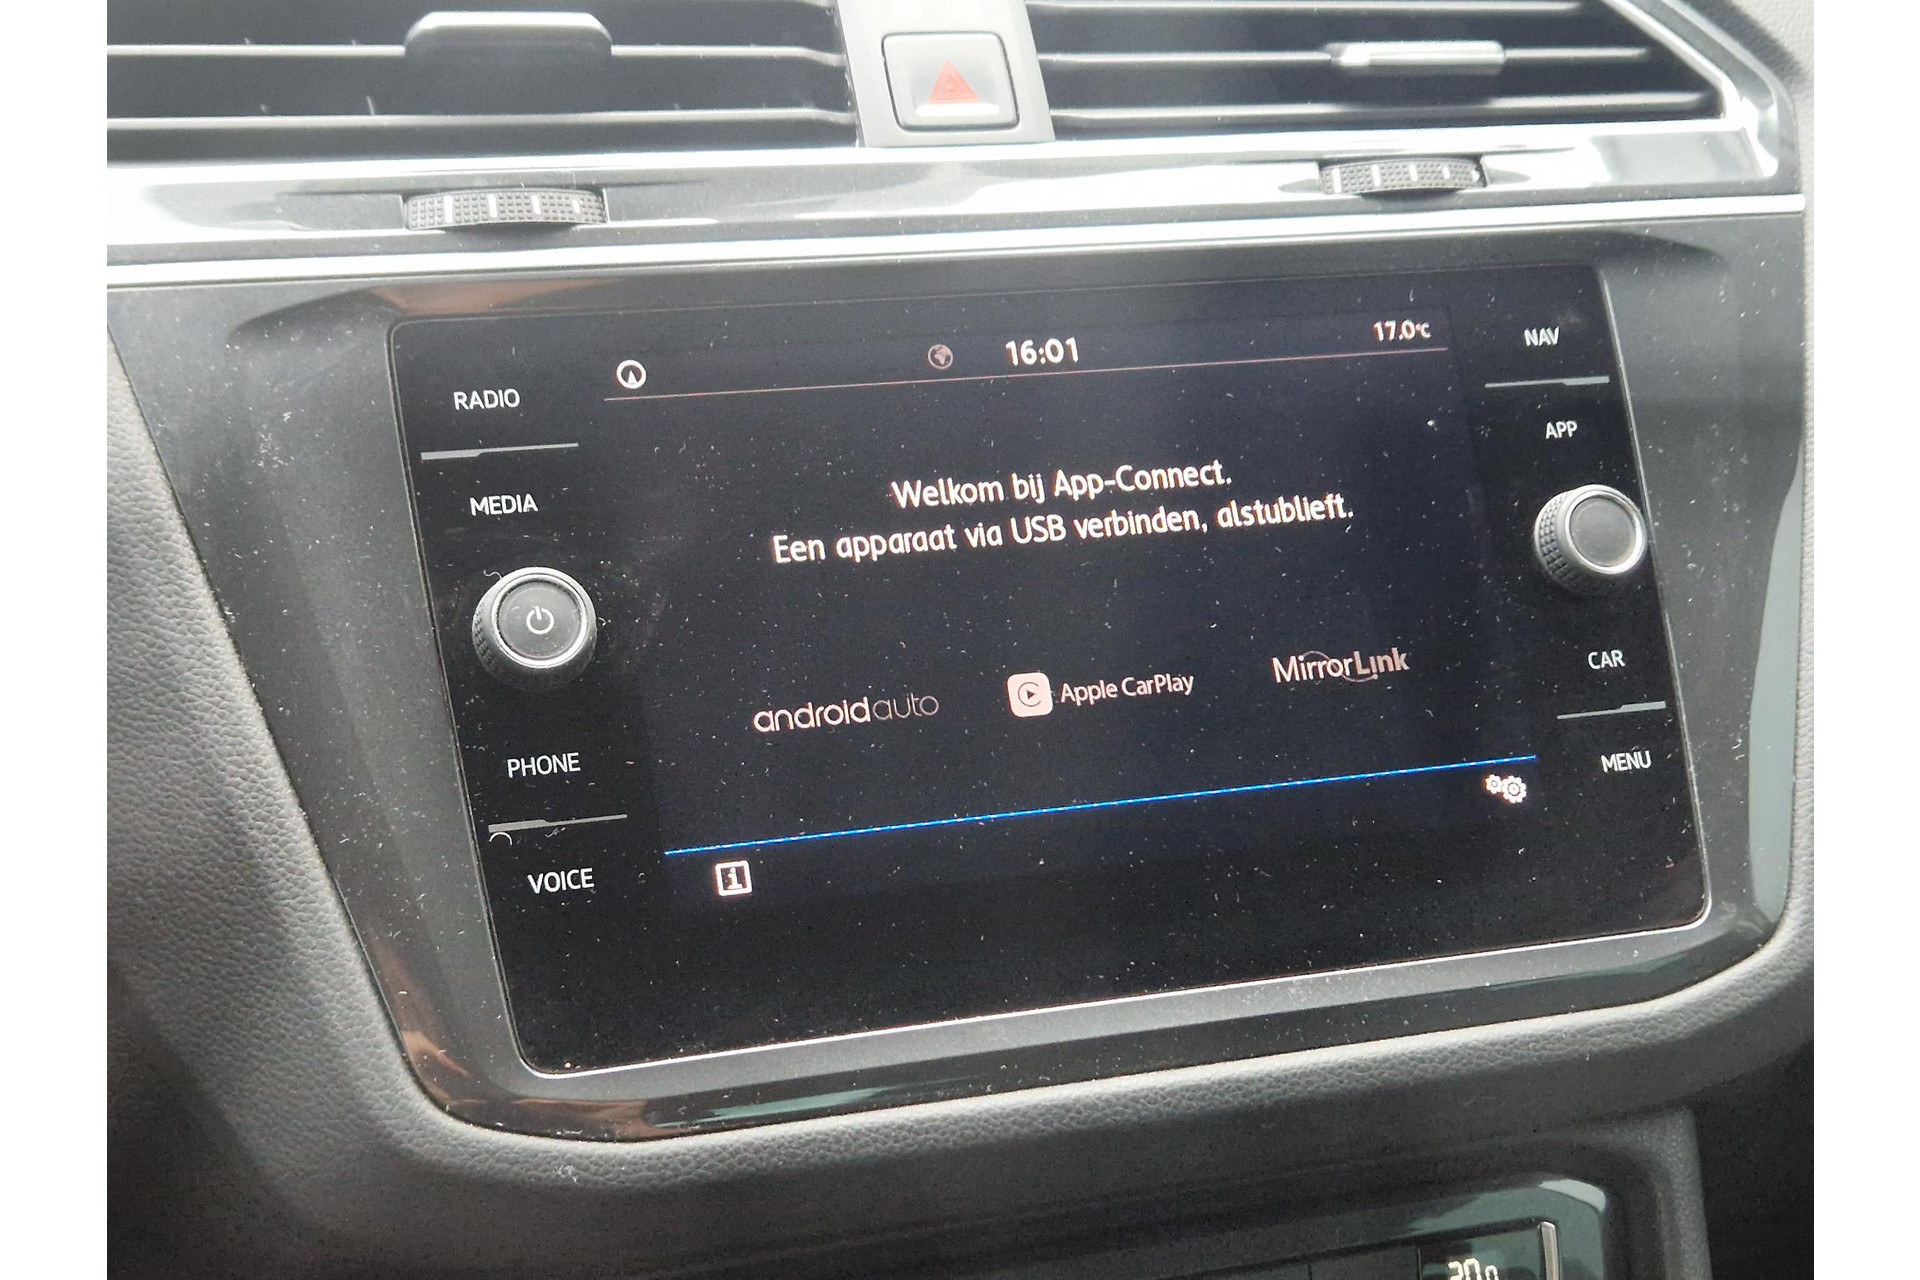 16:01
17.0°C
NAV
RADIO
APP
MEDIA
Welkom bij App-Connect.
Een apparaat via USB verbinden, alstublieft.
androidauto
Apple CarPlay
MirrorLink
CAR
PHONE
MENU
VOICE
i